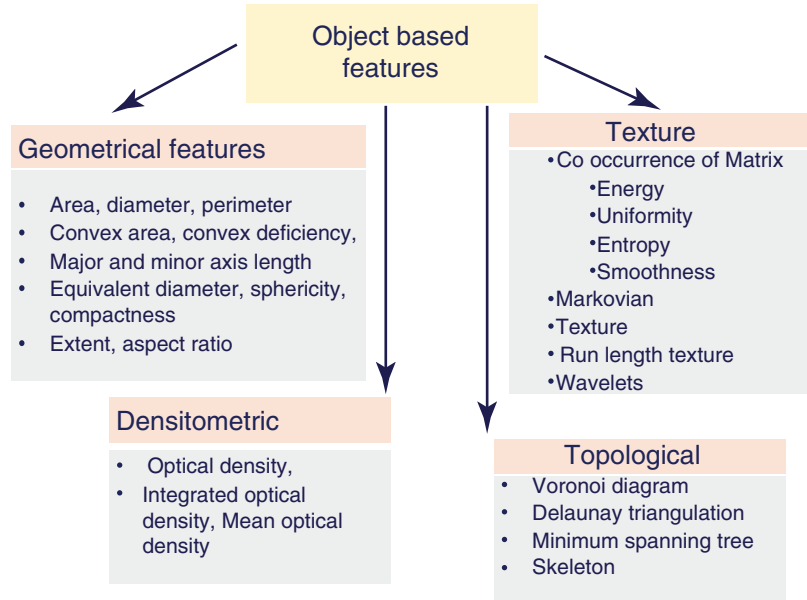 Object based
features
Geometrical features
• Area, diameter, perimeter
• Convex area, convex deficiency,
• Major and minor axis length
• Equivalent diameter, sphericity,
compactness
• Extent, aspect ratio
Densitometric
• Optical density,
• Integrated optical
density, Mean optical
density
Texture
•Co occurrence of Matrix
•Energy
•Uniformity
•Entropy
•Smoothness
•Markovian
•Texture
• Run length texture
•Wavelets
Topological
• Voronoi diagram
• Delaunay triangulation
• Minimum spanning tree
• Skeleton